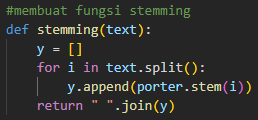 #membuat fungsi stemming
def stemming(text):
    y = []
    for i in text.split():
        y.append(porter.stem(i))
    return " ".join(y)